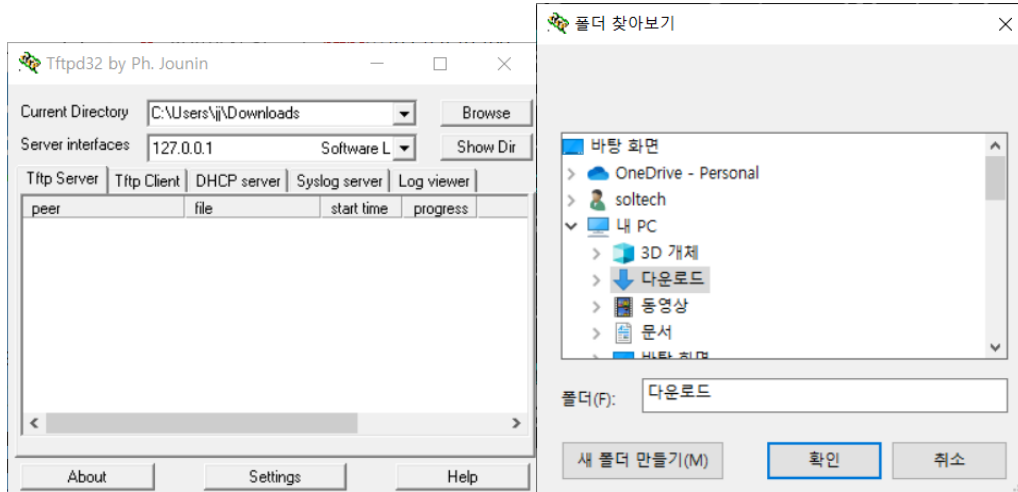 Tftpd32 by Ph. Jounin
Current Directory C:\Users\jj\Downloads Browse
Server interfaces 127.0.0.1 Software L Show Dir
Tftp Server Tftp Client DHCP server Syslog server Log viewer
peer file start time progress
About Settings Help
폴더 찾아보기
바탕 화면
OneDrive - Personal
soltech
내 PC
3D 개체
다운로드
동영상
문서
바탕 화면
폴더(F): 다운로드
새 폴더 만들기(M) 확인 취소